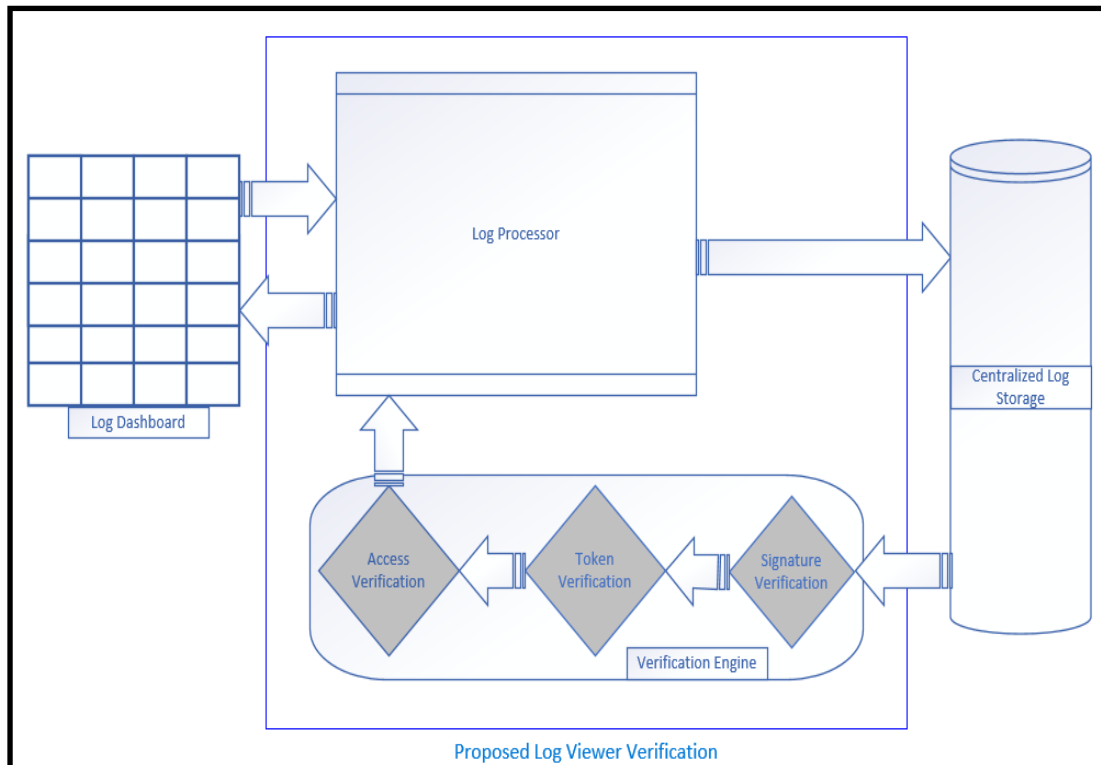 Log Processor
Centralized Log
Storage
Log Dashboard
Access
Verification
Token
Verification
Signature
Verification
Verification Engine
Proposed Log Viewer Verification